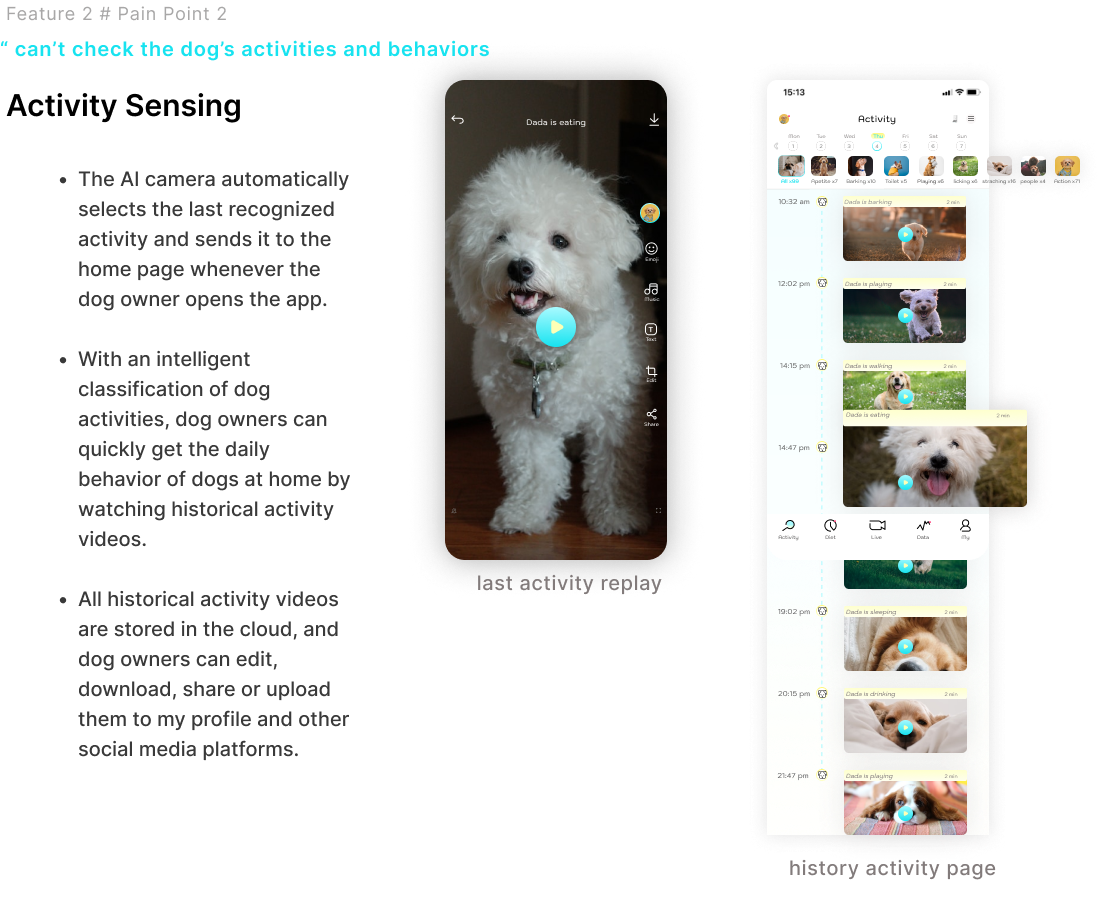 Feature 2 # Pain Point 2
“ can’t check the dog’s activities and behaviors
Activity Sensing
• The AI camera automatically
selects the last recognized
activity and sends it to the
home page whenever the
dog owner opens the app.
• With an intelligent
classification of dog
activities, dog owners can
quickly get the daily
behavior of dogs at home by
watching historical activity
videos.
• All historical activity videos
are stored in the cloud, and
dog owners can edit,
download, share or upload
them to my profile and other
social media platforms.
Dada is eating
Emoji
Music
Text
Edit
Share
last activity replay
15:13
Activity
Mon Tue Wed Thu Fri Sat Sun
1 2 3 4 5 6 7
Apetite x7 Barking x10 Toilet x5 Playing x6 licking x6 people x4 Action x71
10:32 am
Dada is barking 2 min
12:02 pm
Dada is playing 2 min
14:15 pm
Dada is walking 2 min
14:47 pm
Dada is eating 2 min
Activity Diet Live Data My
19:02 pm
Dada is sleeping 2 min
20:15 pm
Dada is drinking 2 min
21:47 pm
Dada is playing 2 min
history activity page